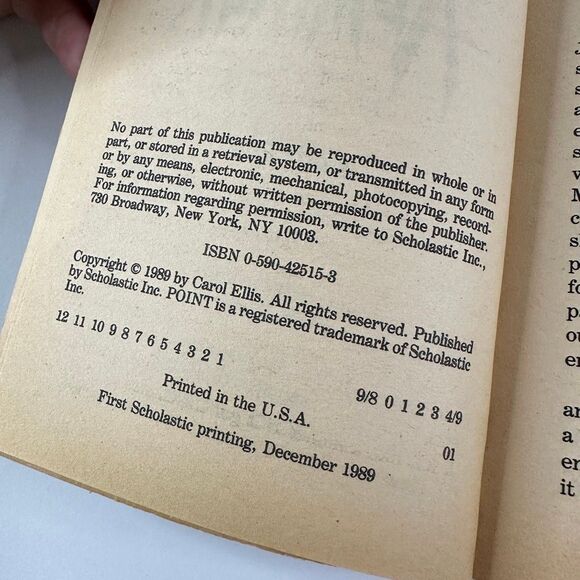 No part of this publication may be reproduced in whole or in
part, or stored in a retrieval system, or transmitted in any form
or by any means, electronic, mechanical, photocopying, record-
ing, or otherwise, without written permission of the publisher.
For information regarding permission, write to Scholastic Inc.,
730 Broadway, New York, NY 10003.
ISBN 0-590-42515-3
Copyright © 1989 by Carol Ellis. All rights reserved. Published
by Scholastic Inc. POINT is a registered trademark of Scholastic
Inc.
12 11 10 9 8 7 6 5 4 3 2 1 9/8 0 1 2 3 4/9
Printed in the U.S.A. 01
First Scholastic printing, December 1989
a
it